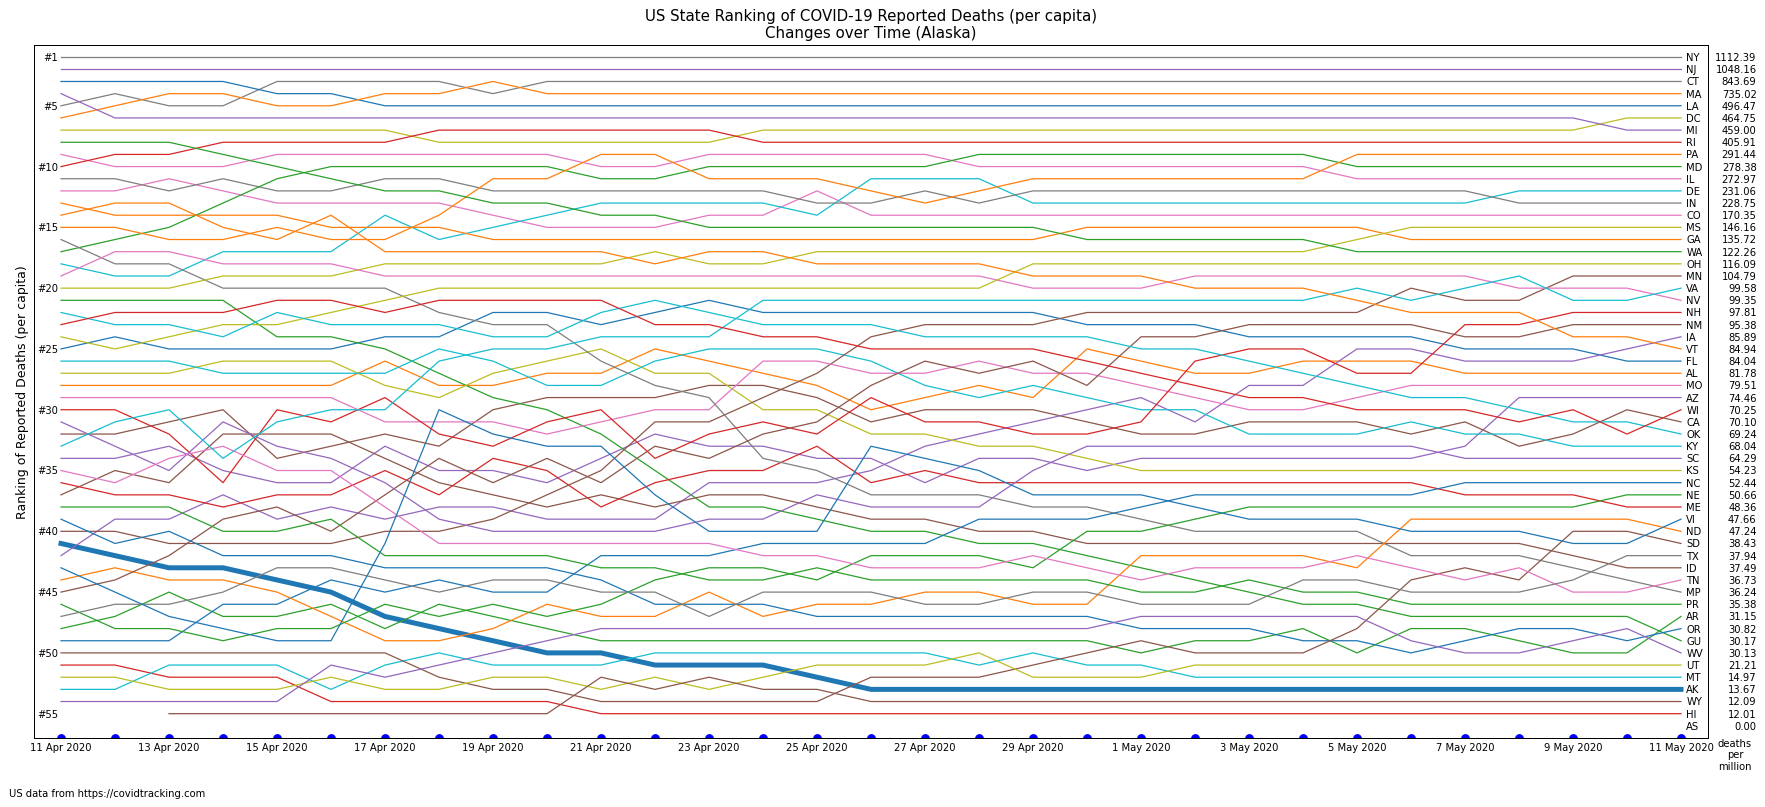 US State Ranking of COVID-19 Reported Deaths (per capita)
Changes over Time (Alaska)
Ranking of Reported Deaths (per capita)
#1
#5
#10
#15
#20
#25
#30
#35
#40
#45
#50
#55
NY 1112.39
NJ 1048.16
CT 843.69
MA 735.02
LA 496.47
DC 464.75
MI 459.00
RI 405.91
PA 291.44
MD 278.38
IL 272.97
DE 231.06
IN 228.75
CO 170.35
MS 146.16
GA 135.72
WA 122.26
OH 116.09
MN 104.79
VA 99.58
NV 99.35
NH 97.81
NM 95.38
IA 85.89
VT 84.94
FL 84.04
AL 81.78
MO 79.51
AZ 74.46
WI 70.25
CA 70.10
OK 69.24
KY 68.04
SC 64.29
KS 54.23
NC 52.44
NE 50.66
ME 48.36
VI 47.66
ND 47.24
SD 38.43
TX 37.94
ID 37.49
TN 36.73
MP 36.24
PR 35.38
AR 31.15
OR 30.82
GU 30.17
WV 30.13
UT 21.21
MT 14.97
AK 13.67
WY 12.09
HI 12.01
AS 0.00
11 Apr 2020 13 Apr 2020 15 Apr 2020 17 Apr 2020 19 Apr 2020 21 Apr 2020 23 Apr 2020 25 Apr 2020 27 Apr 2020 29 Apr 2020 1 May 2020 3 May 2020 5 May 2020 7 May 2020 9 May 2020 11 May 2020
deaths
per
million
US data from https://covidtracking.com